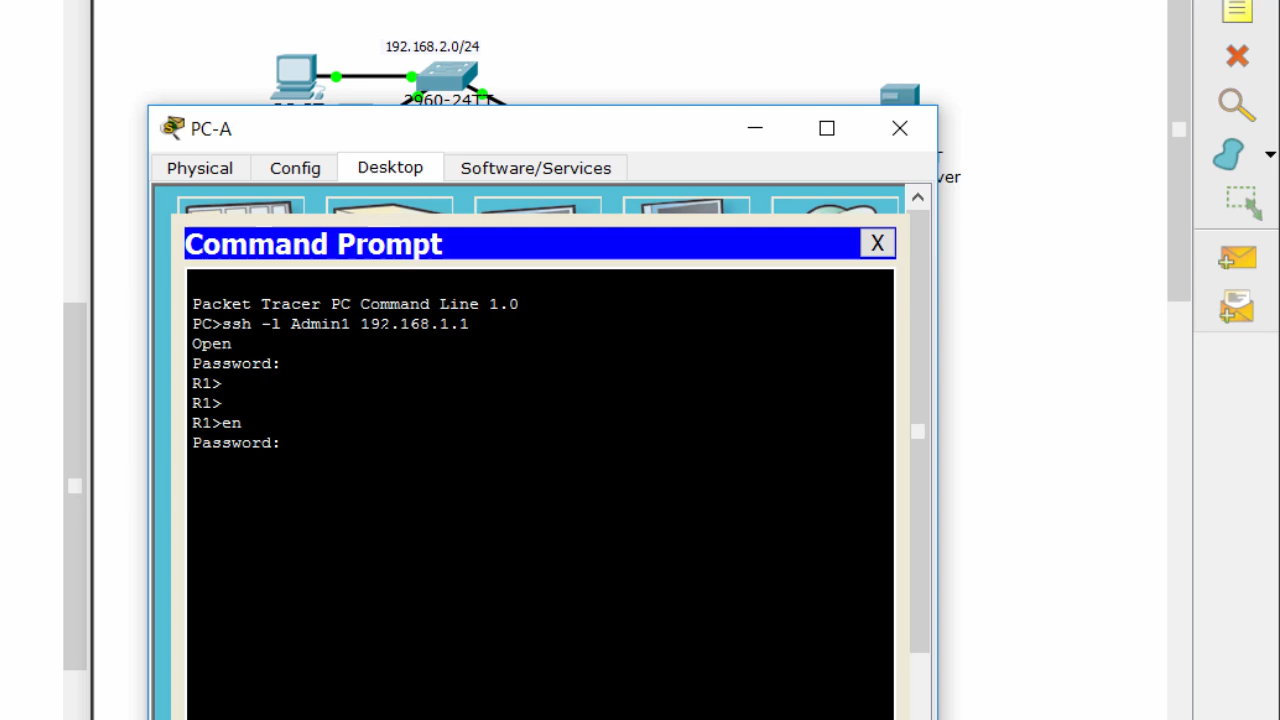 192.168.2.0/24
2960-24TT
PC-A
ver
Physical
Config
Desktop
Software/Services
Command Prompt
X
Packet Tracer PC Command Line 1.0
PC>ssh -l Admin1 192.168.1.1
Open
Password:
R1>
R1>
R1>en
Password: